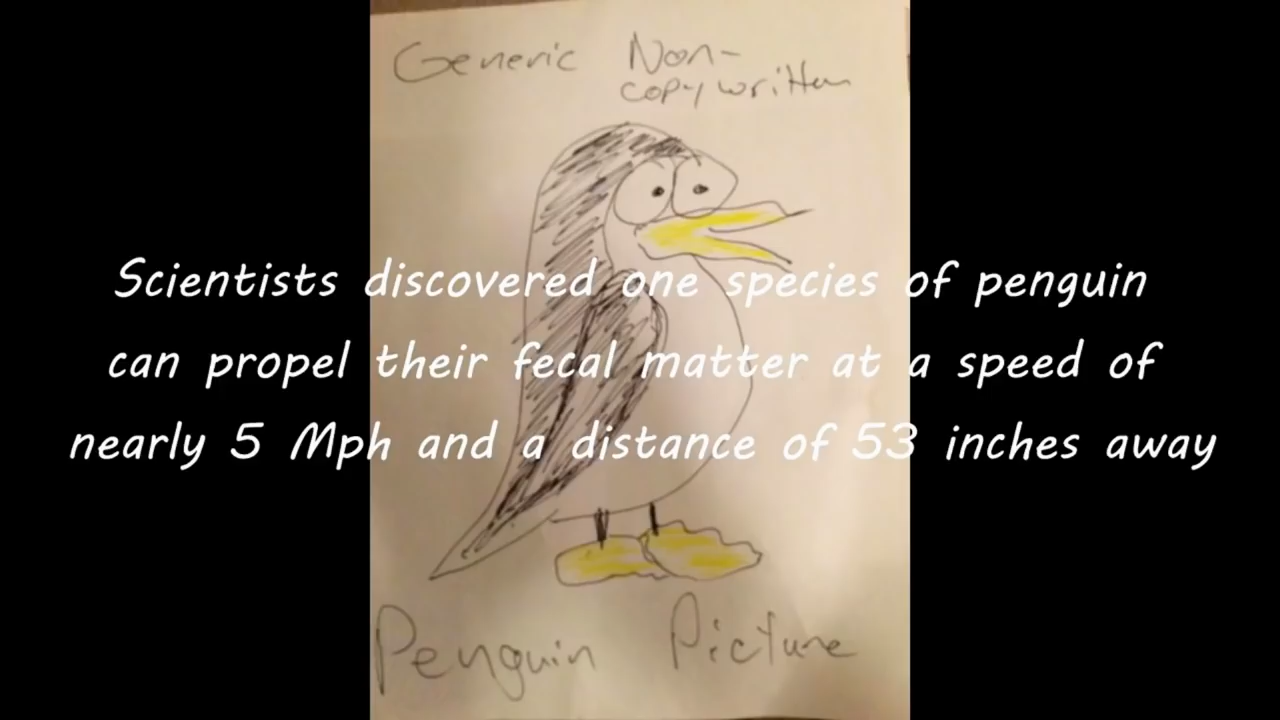 Generic Non-
copywritten
Scientists discovered one species of penguin
can propel their fecal matter at a speed of
nearly 5 Mph and a distance of 53 inches away
Penguin Picture